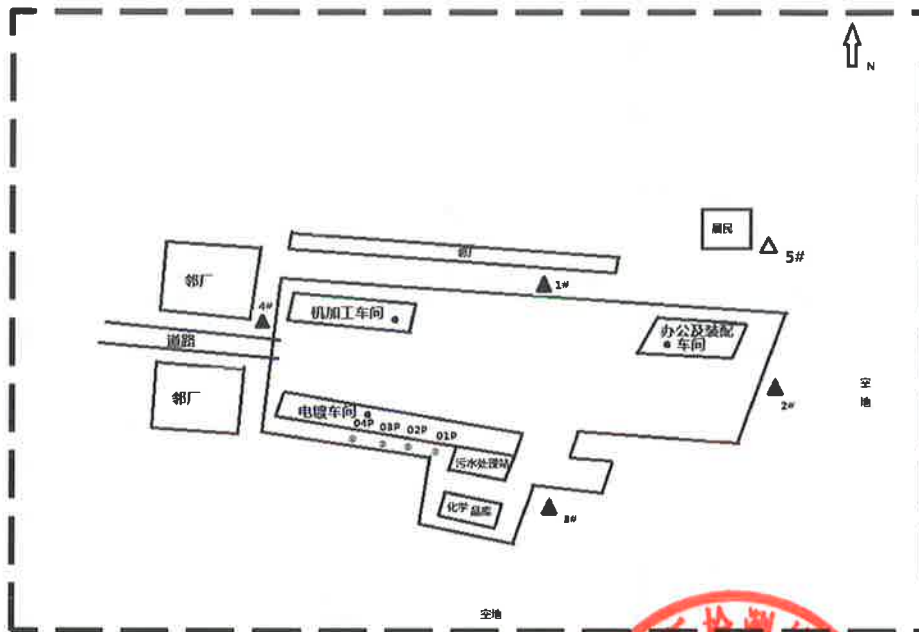 N
居民
5#
邻厂
1#
邻厂
4#
机加工车间
办公及装配
车间
道路
空
地
2#
邻厂
电镀车间
04P 03P 02P 01P
污水处理站
化学品库
3#
空地